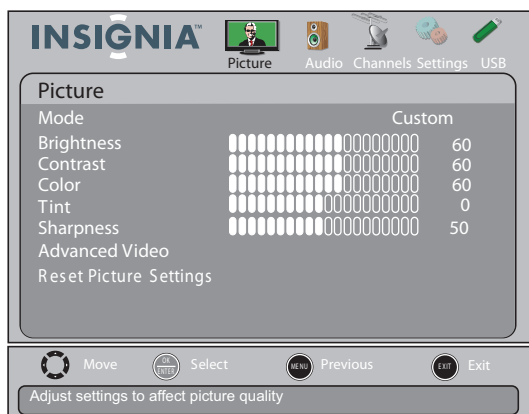 INSIGNIA™
Picture Audio Channels Settings USB
Picture
Mode Custom
Brightness 60
Contrast 60
Color 60
Tint 0
Sharpness 50
Advanced Video
Reset Picture Settings
Move OK ENTER Select MENU Previous EXIT Exit
Adjust settings to affect picture quality